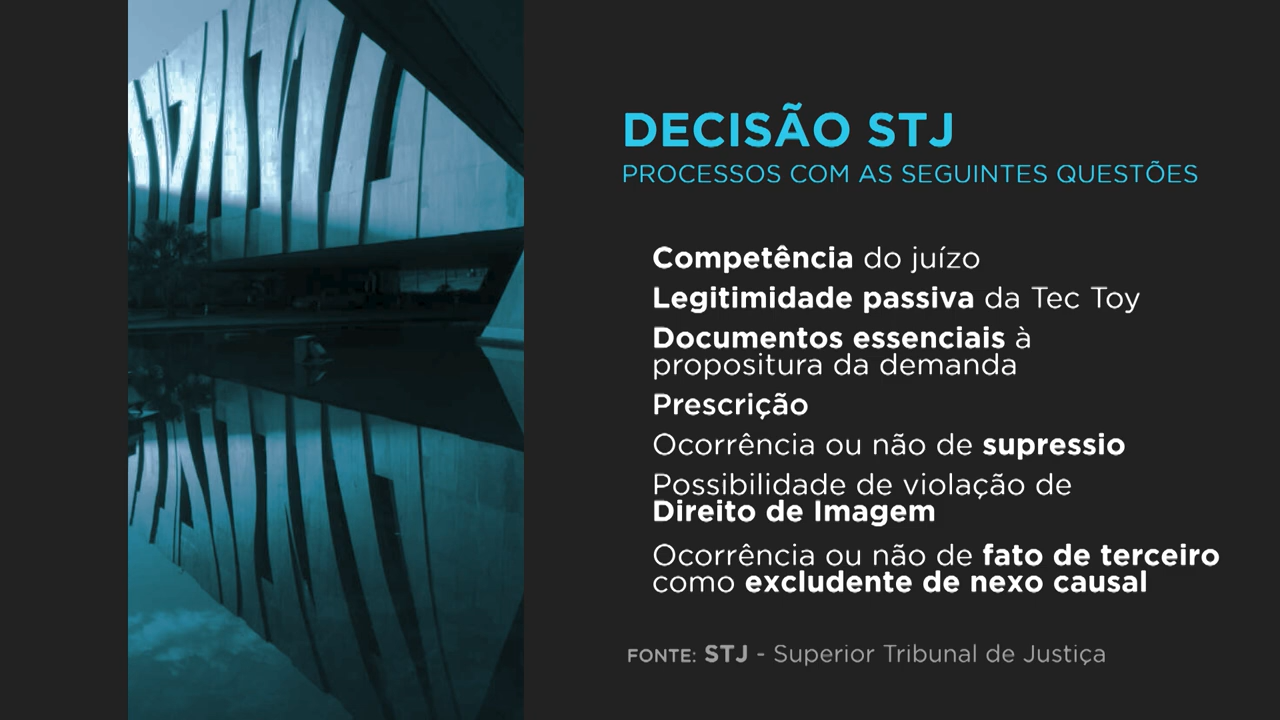 DECISÃO STJ
PROCESSOS COM AS SEGUINTES QUESTÕES
Competência do juízo
Legitimidade passiva da Tec Toy
Documentos essenciais à
propositura da demanda
Prescrição
Ocorrência ou não de supressio
Possibilidade de violação de
Direito de Imagem
Ocorrência ou não de fato de terceiro
como excludente de nexo causal
FONTE: STJ - Superior Tribunal de Justiça